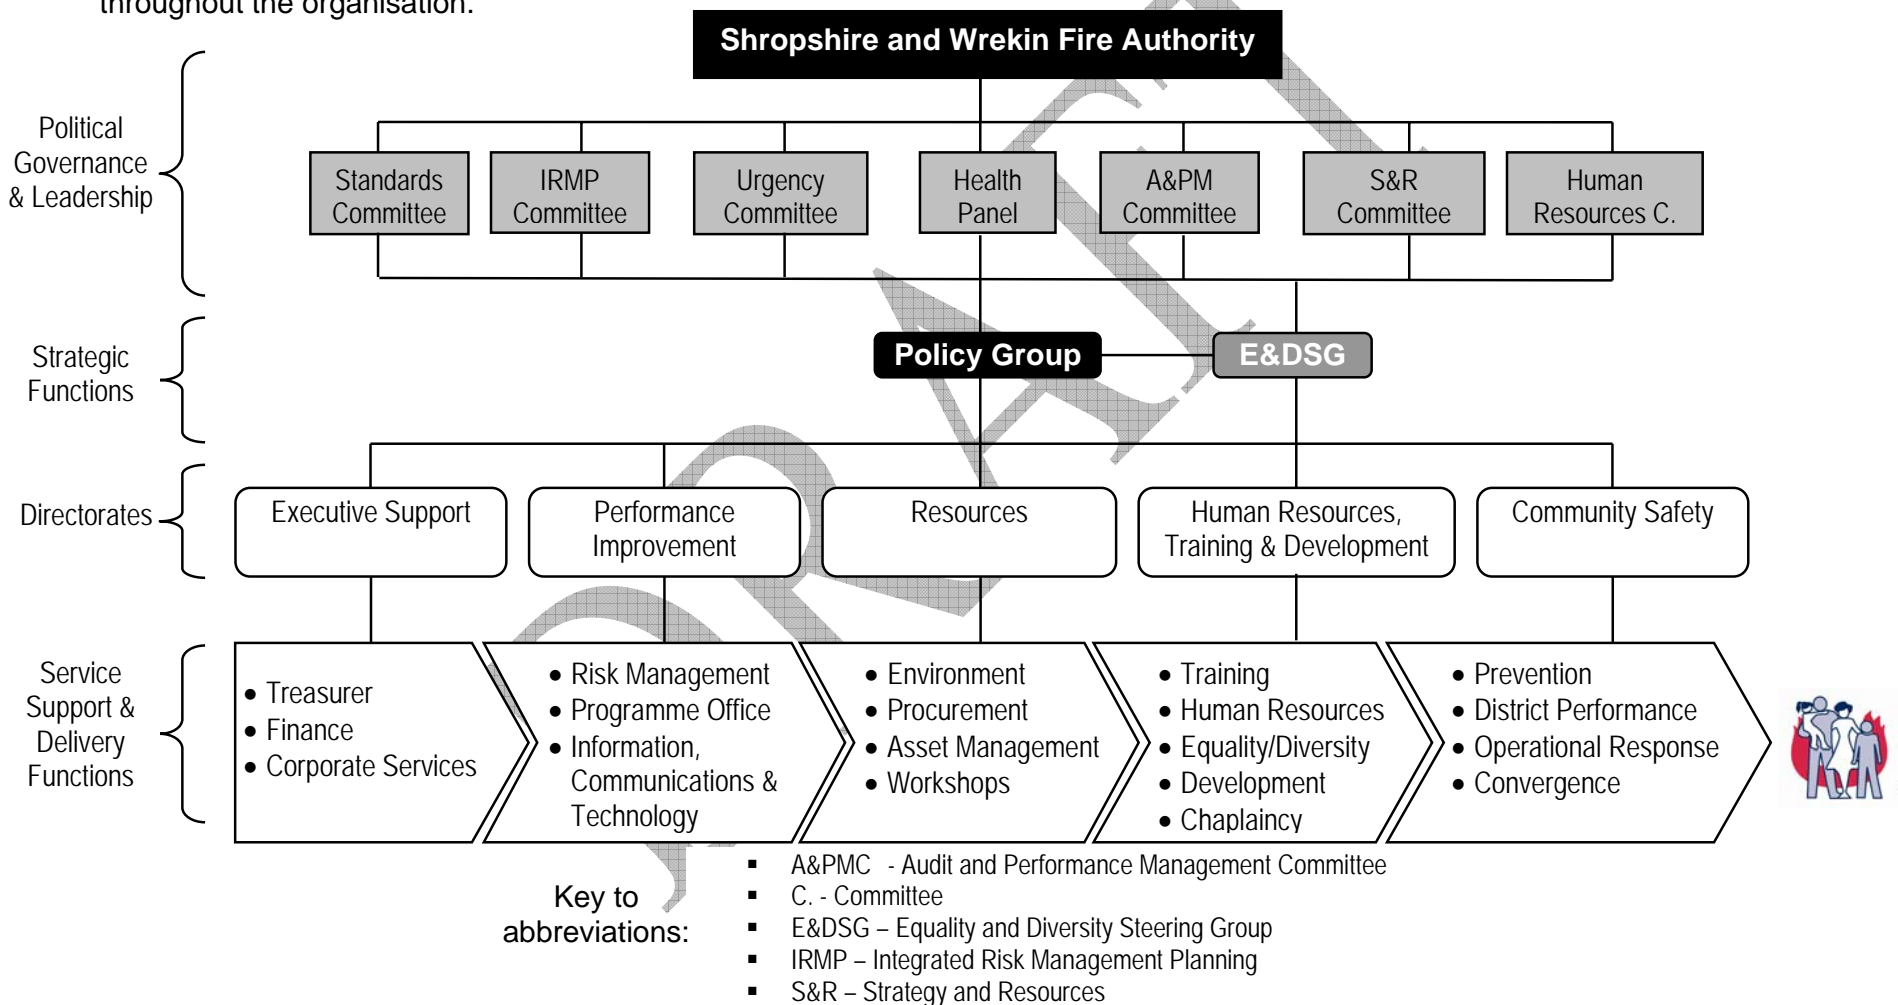 throughout the organisation.
Shropshire and Wrekin Fire Authority
Political
Governance
& Leadership
Standards
Committee
IRMP
Committee
Urgency
Committee
Health
Panel
A&PM
Committee
S&R
Committee
Human
Resources C.
Strategic
Functions
Policy Group
E&DSG
Directorates
Executive Support
Performance
Improvement
Resources
Human Resources,
Training & Development
Community Safety
Service
Support &
Delivery
Functions
• Treasurer
• Finance
• Corporate Services
• Risk Management
• Programme Office
• Information,
Communications &
Technology
• Environment
• Procurement
• Asset Management
• Workshops
• Training
• Human Resources
• Equality/Diversity
• Development
• Chaplaincy
• Prevention
• District Performance
• Operational Response
• Convergence
Key to
abbreviations:
▪ A&PMC - Audit and Performance Management Committee
▪ C. - Committee
▪ E&DSG – Equality and Diversity Steering Group
▪ IRMP – Integrated Risk Management Planning
▪ S&R – Strategy and Resources
DRAFT